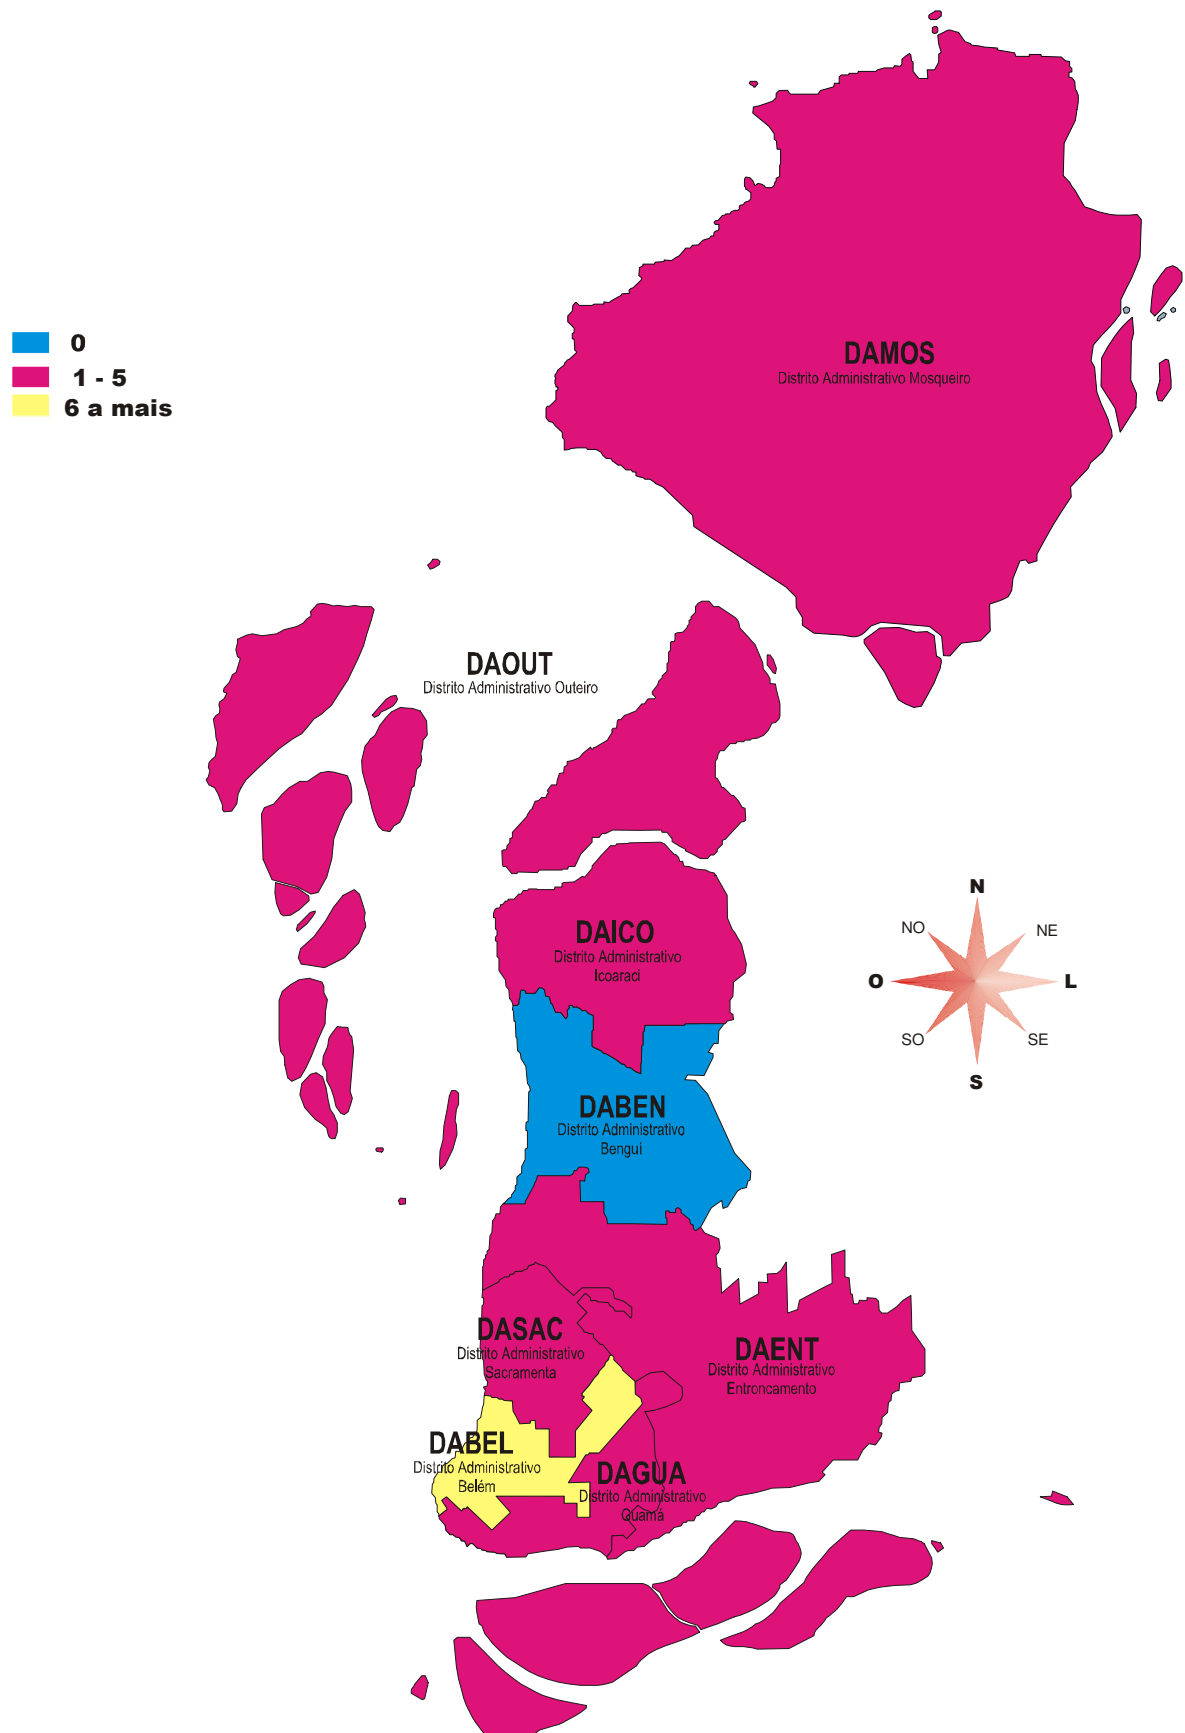 0
1 - 5
6 a mais
DAMOS
Distrito Administrativo Mosqueiro
DAOUT
Distrito Administrativo Outeiro
DAICO
Distrito Administrativo
Icoaraci
N
NO
NE
O
L
SO
SE
S
DABEN
Distrito Administrativo
Bengui
DASAC
Distrito Administrativo
Sacramenta
DAENT
Distrito Administrativo
Entroncamento
DABEL
Distrito Administrativo
Belém
DAGUA
Distrito Administrativo
Guamá